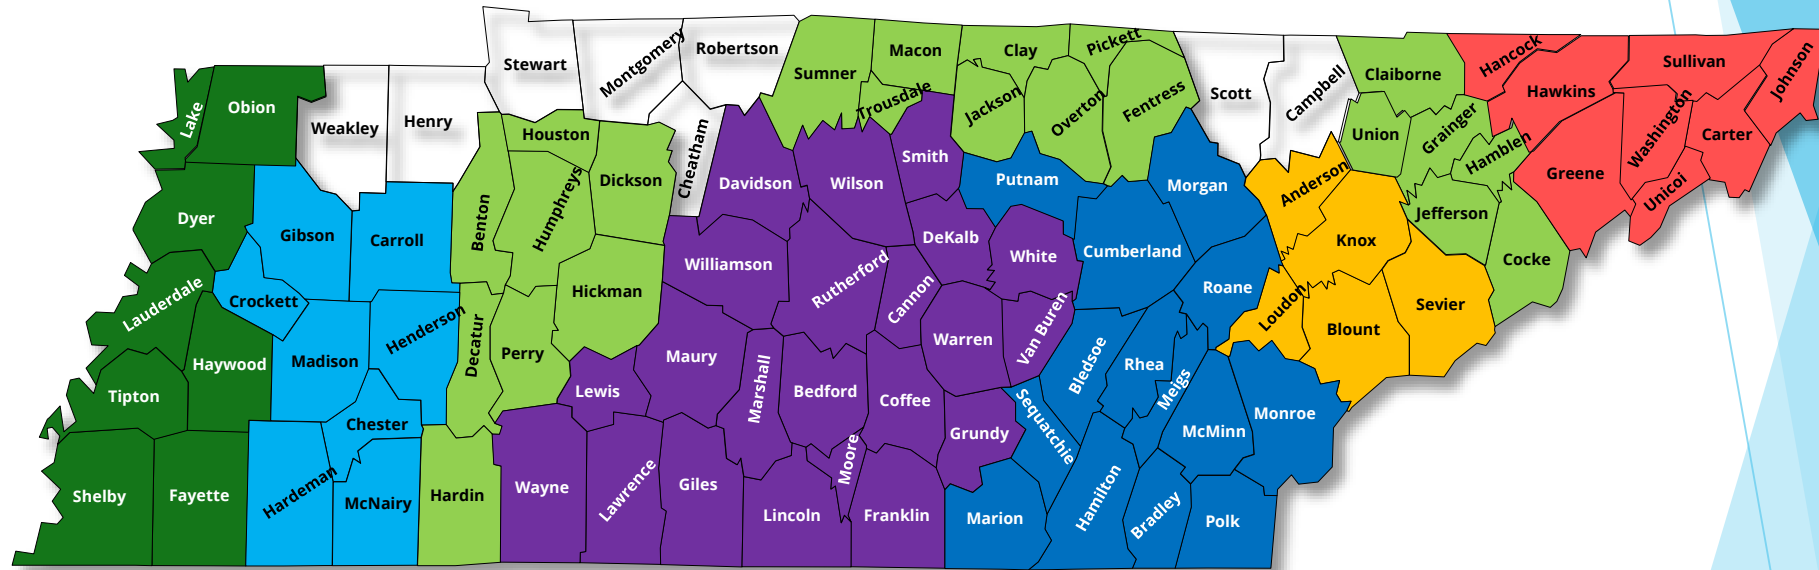 Lake
Obion
Weakley
Henry
Stewart
Montgomery
Robertson
Cheatham
Sumner
Macon
Trousdale
Clay
Pickett
Jackson
Overton
Fentress
Scott
Campbell
Claiborne
Hancock
Hawkins
Sullivan
Johnson
Union
Grainger
Hamblen
Washington
Carter
Greene
Unicoi
Houston
Dyer
Gibson
Carroll
Benton
Humphreys
Dickson
Davidson
Wilson
Smith
Putnam
Morgan
Anderson
Knox
Jefferson
Cocke
Lauderdale
Crockett
Henderson
Decatur
Perry
Hickman
Williamson
Rutherford
Cannon
DeKalb
White
Cumberland
Roane
Loudon
Blount
Sevier
Tipton
Haywood
Madison
Chester
Lewis
Maury
Marshall
Bedford
Coffee
Warren
Van Buren
Bledsoe
Rhea
Meigs
McMinn
Monroe
Shelby
Fayette
Hardeman
McNairy
Hardin
Wayne
Lawrence
Giles
Lincoln
Moore
Franklin
Grundy
Sequatchie
Marion
Hamilton
Bradley
Polk